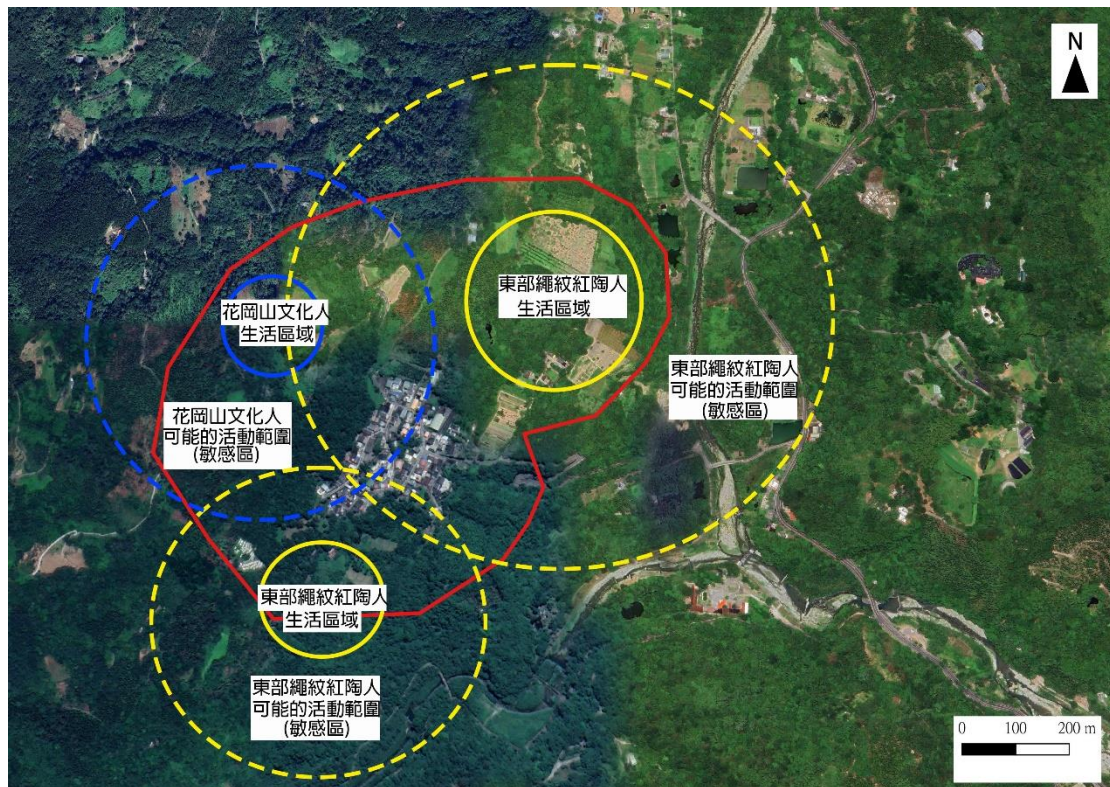 N
東部繩紋紅陶人
生活區域
花岡山文化人
生活區域
東部繩紋紅陶人
可能的活動範圍
(敏感區)
花岡山文化人
可能的活動範圍
(敏感區)
東部繩紋紅陶人
生活區域
東部繩紋紅陶人
可能的活動範圍
(敏感區)
0 100 200 m